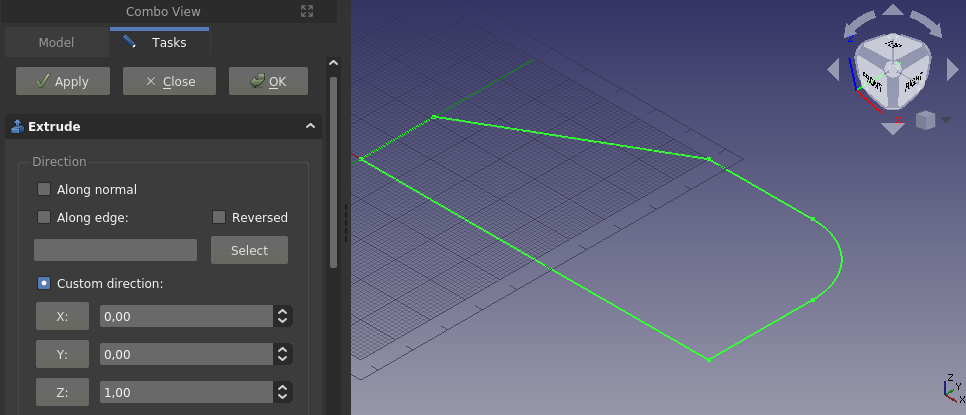 Combo View
Model Tasks
Apply Close OK
Extrude
Direction
Along normal
Along edge: Reversed
Select
Custom direction:
X: 0,00
Y: 0,00
Z: 1,00
FRONT RIGHT
Z
Y
X